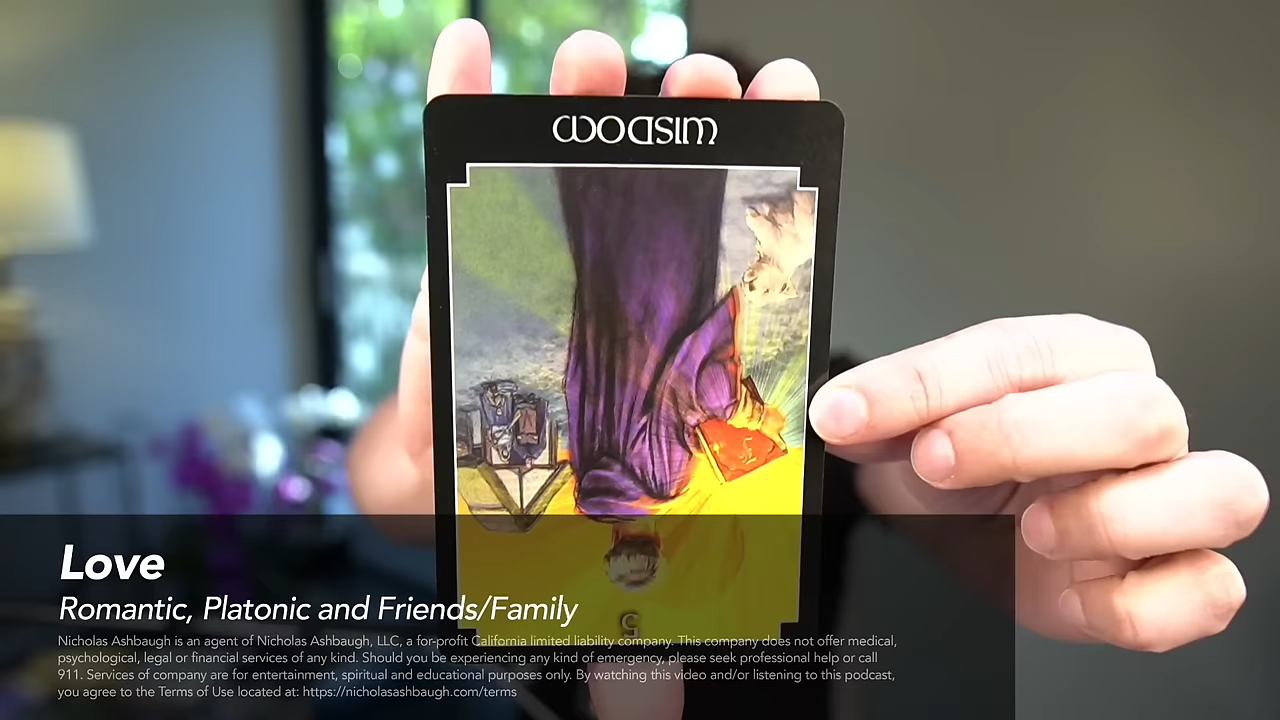 WISDOM
Love
Romantic, Platonic and Friends/Family
5
Nicholas Ashbaugh is an agent of Nicholas Ashbaugh, LLC, a for-profit California limited liability company. This company does not offer medical,
psychological, legal or financial services of any kind. Should you be experiencing any kind of emergency, please seek professional help or call
911. Services of company are for entertainment, spiritual and educational purposes only. By watching this video and/or listening to this podcast,
you agree to the Terms of Use located at: https://nicholasashbaugh.com/terms